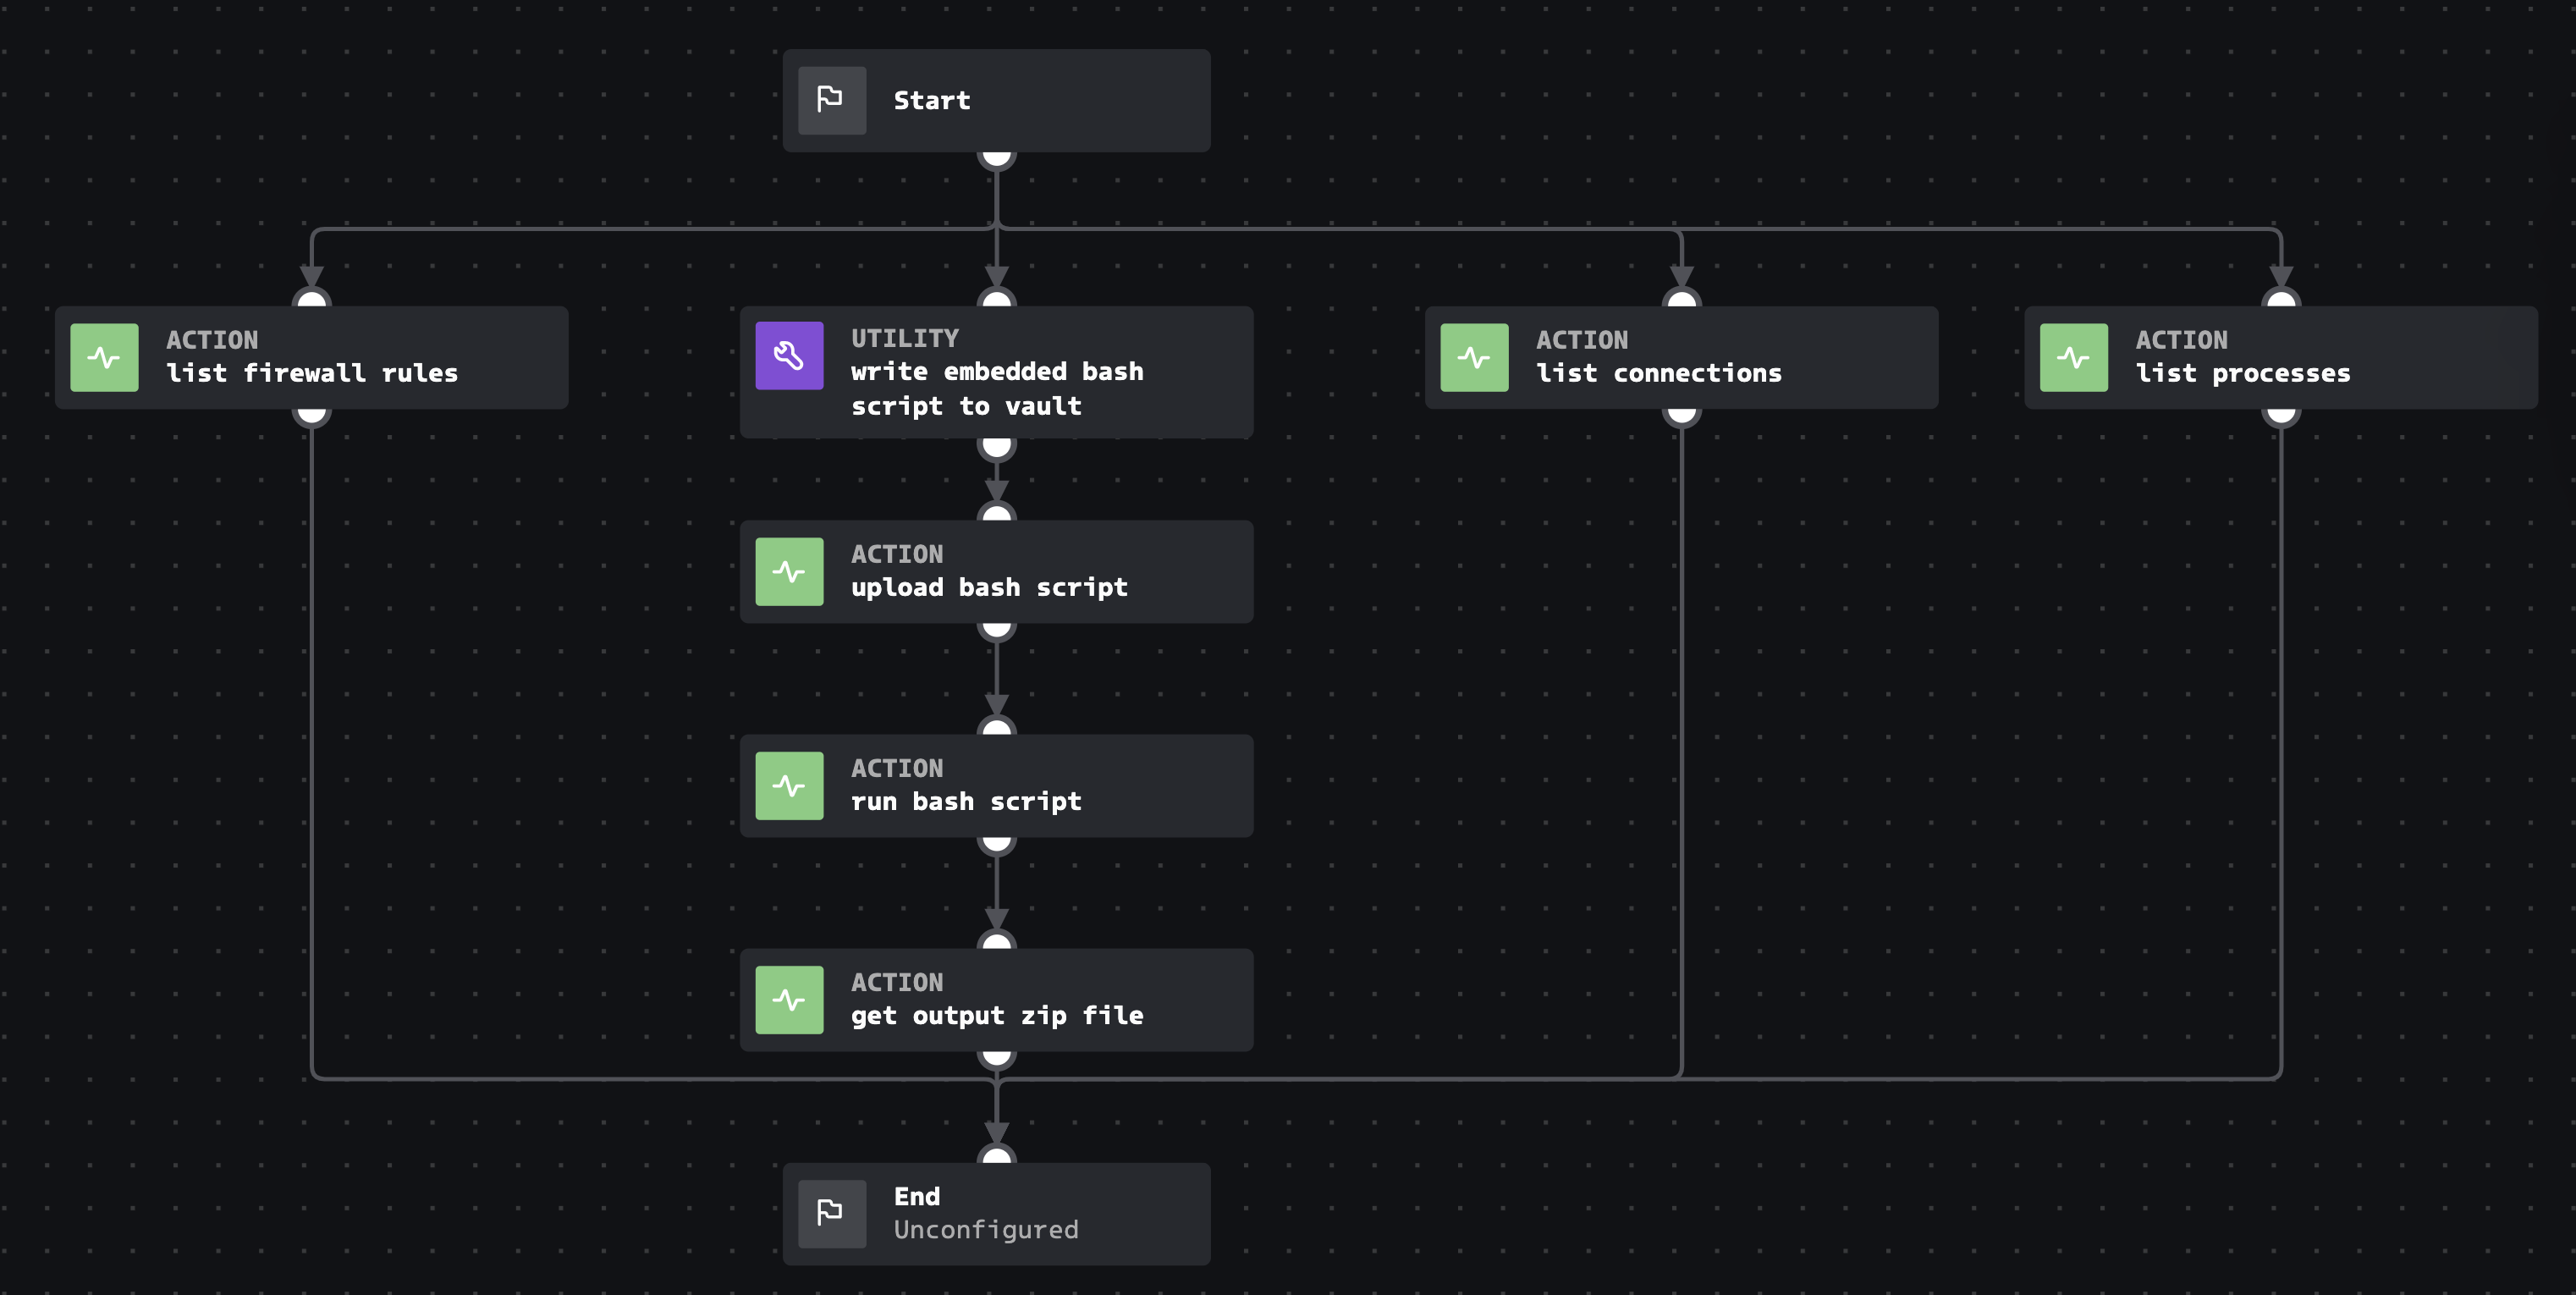 Start
ACTION
list firewall rules
UTILITY
write embedded bash
script to vault
ACTION
list connections
ACTION
list processes
ACTION
upload bash script
ACTION
run bash script
ACTION
get output zip file
End
Unconfigured